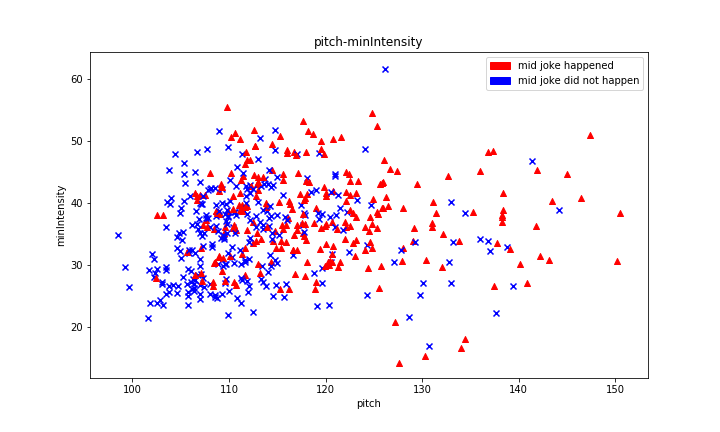 pitch-minIntensity
mid joke happened
mid joke did not happen
60
50
40
30
20
minIntensity
100 110 120 130 140 150
pitch